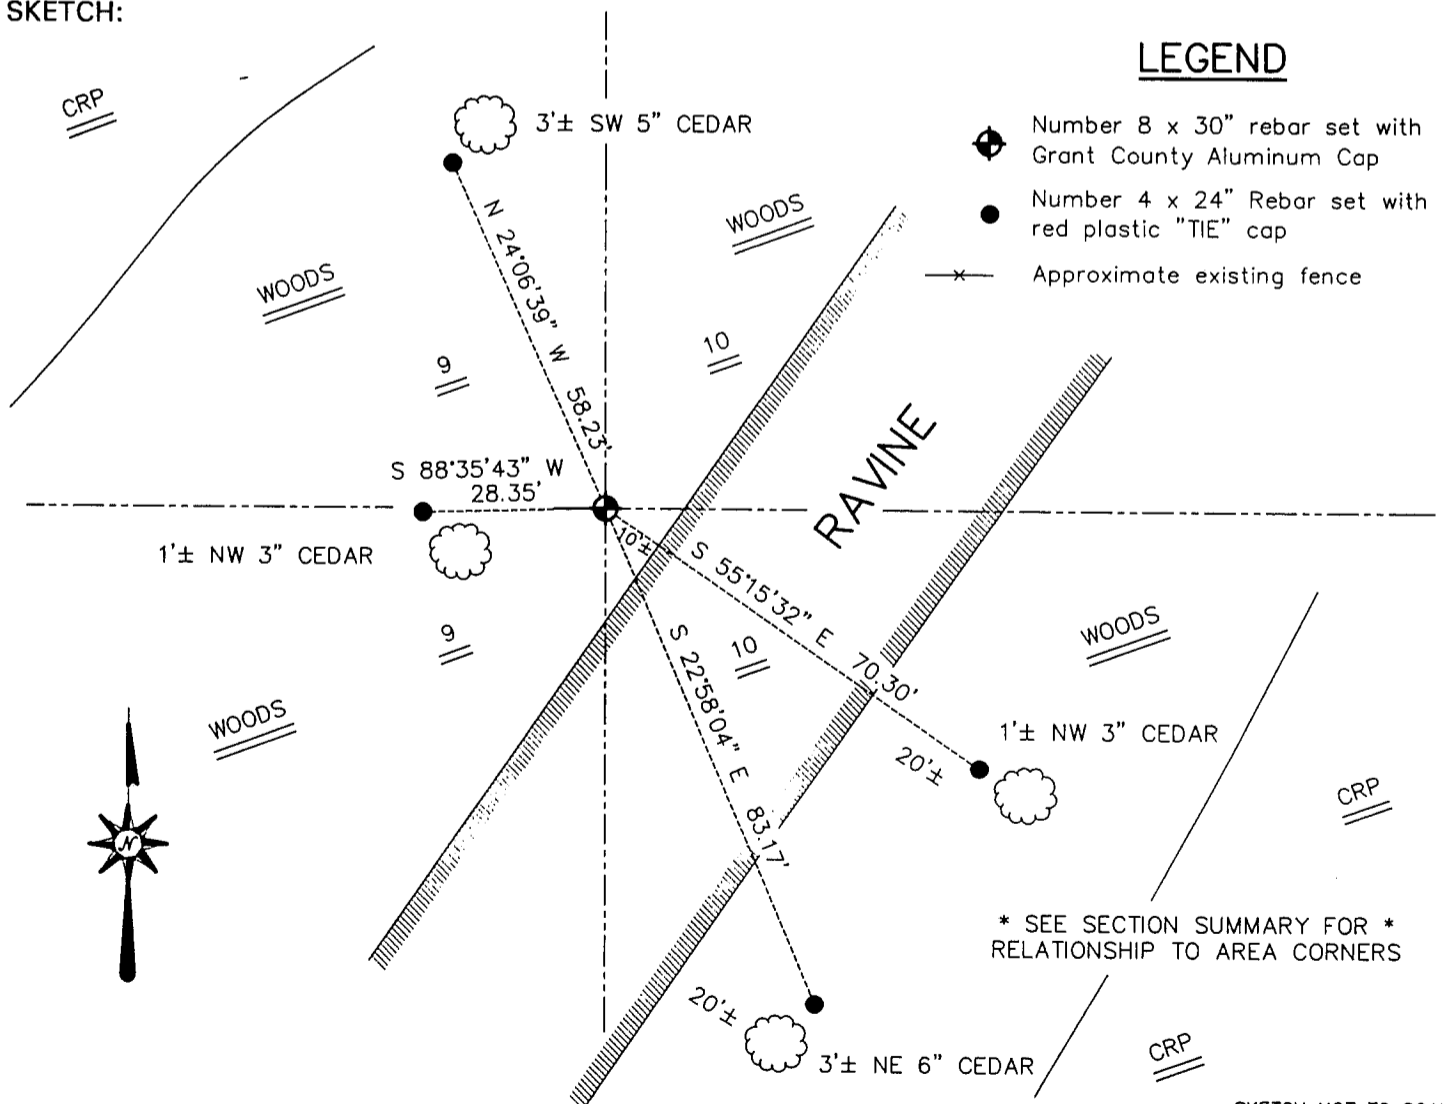 SKETCH:
LEGEND
Number 8 x 30" rebar set with
Grant County Aluminum Cap
Number 4 x 24" Rebar set with
red plastic "TIE" cap
Approximate existing fence
CRP
3'± SW 5" CEDAR
WOODS
WOODS
N 24°06'39" W 58.23'
9
10
RAVINE
S 88°35'43" W
28.35'
1'± NW 3" CEDAR
10'±
S 55°15'32" E 70.30'
9
10
S 22°58'04" E 83.17'
WOODS
WOODS
1'± NW 3" CEDAR
20'±
CRP
N
* SEE SECTION SUMMARY FOR *
RELATIONSHIP TO AREA CORNERS
20'±
3'± NE 6" CEDAR
CRP